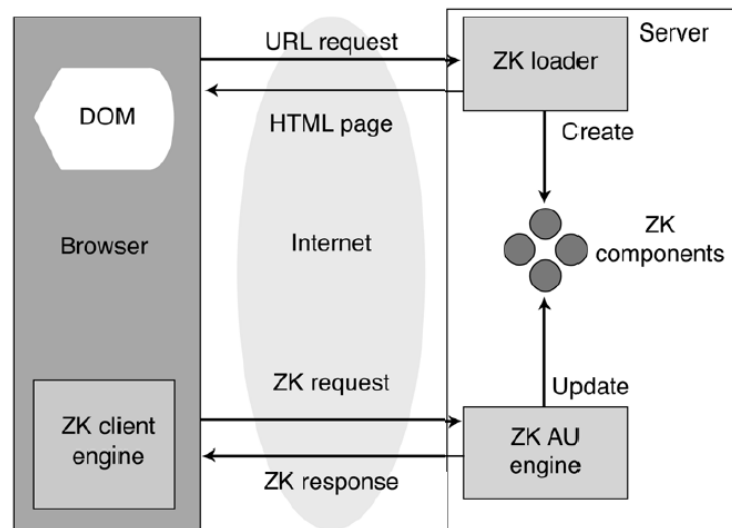 URL request
Server
ZK loader
DOM
HTML page
Create
Browser
Internet
ZK
components
ZK request
Update
ZK client
engine
ZK AU
engine
ZK response